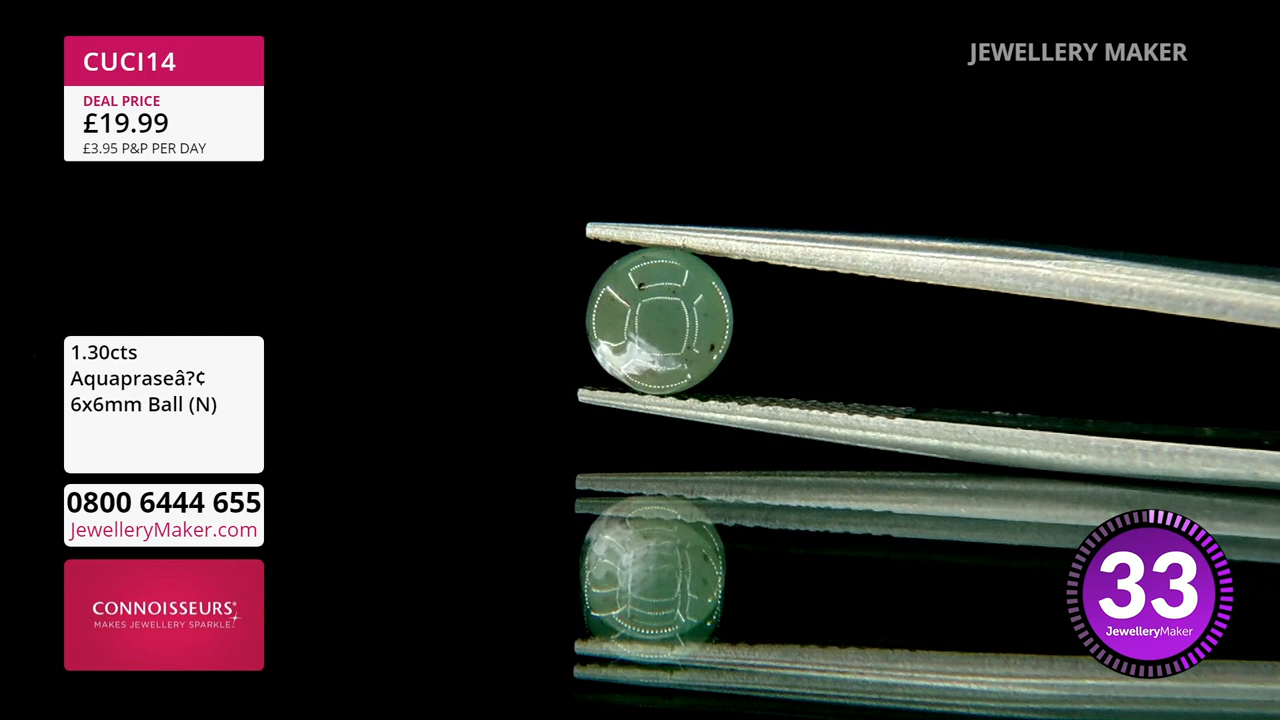 CUCI14
DEAL PRICE
£19.99
£3.95 P&P PER DAY
JEWELLERY MAKER
1.30cts
Aquapraseâ?¢
6x6mm Ball (N)
0800 6444 655
JewelleryMaker.com
CONNOISSEURS®
MAKES JEWELLERY SPARKLE
33
JewelleryMaker